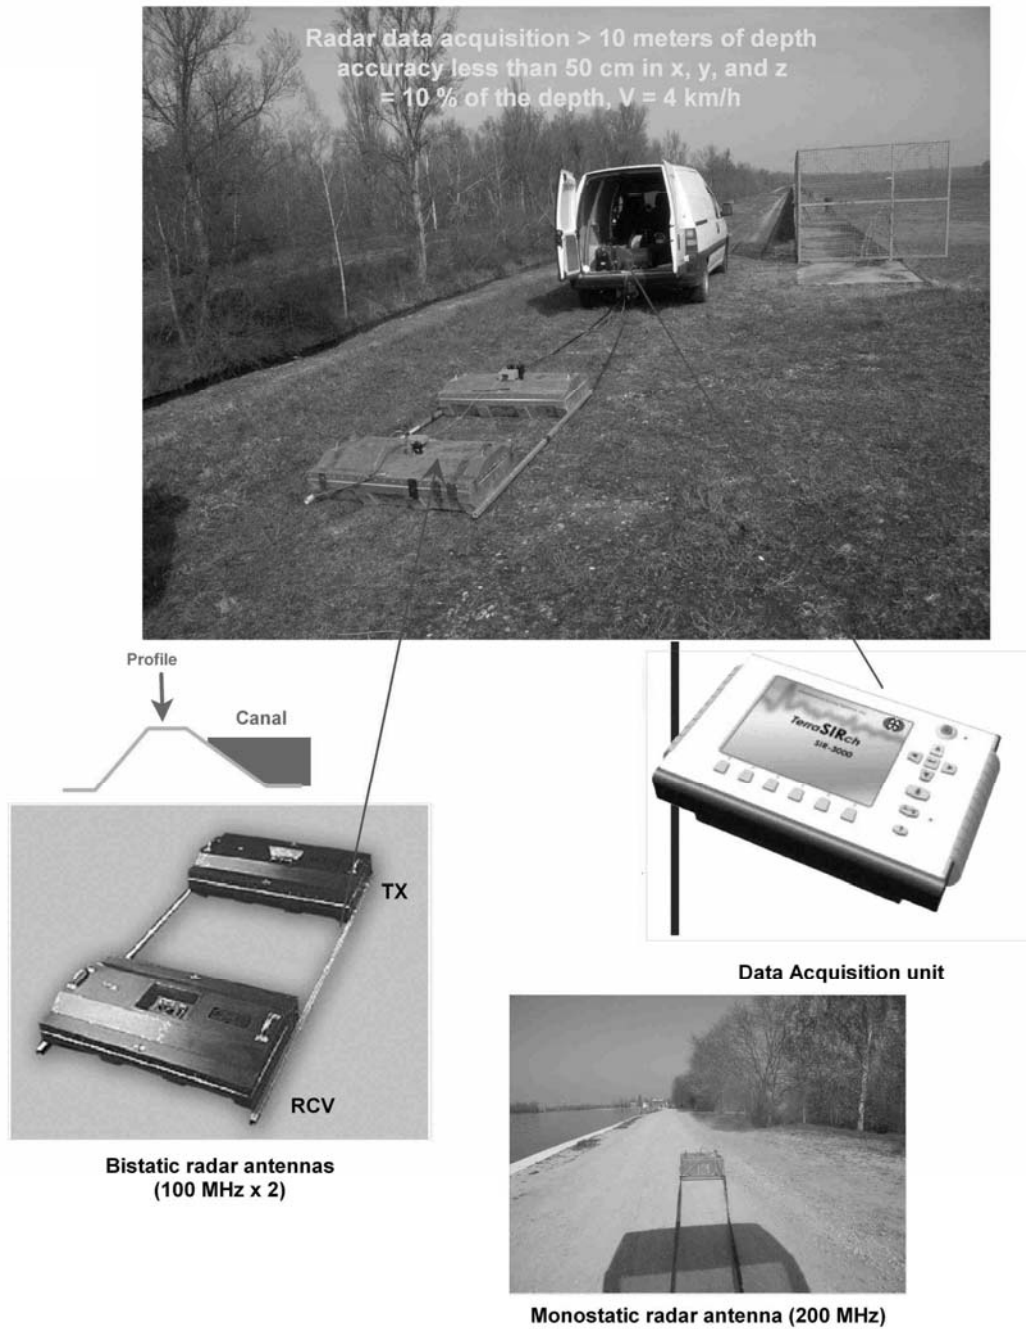 Radar data acquisition > 10 meters of depth
accuracy less than 50 cm in x, y, and z
= 10 % of the depth, V = 4 km/h
Profile
Canal
TerraSIRch
SIR-3000
TX
RCV
Data Acquisition unit
Bistatic radar antennas
(100 MHz x 2)
Monostatic radar antenna (200 MHz)